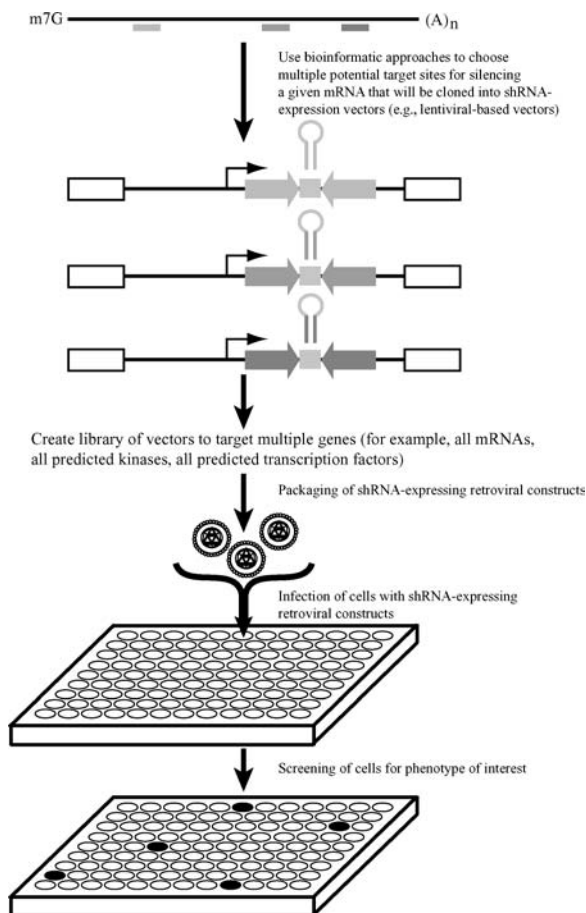 m7G (A)n
Use bioinformatic approaches to choose
multiple potential target sites for silencing
a given mRNA that will be cloned into shRNA-
expression vectors (e.g., lentiviral-based vectors)
Create library of vectors to target multiple genes (for example, all mRNAs,
all predicted kinases, all predicted transcription factors)
Packaging of shRNA-expressing retroviral constructs
Infection of cells with shRNA-expressing
retroviral constructs
Screening of cells for phenotype of interest